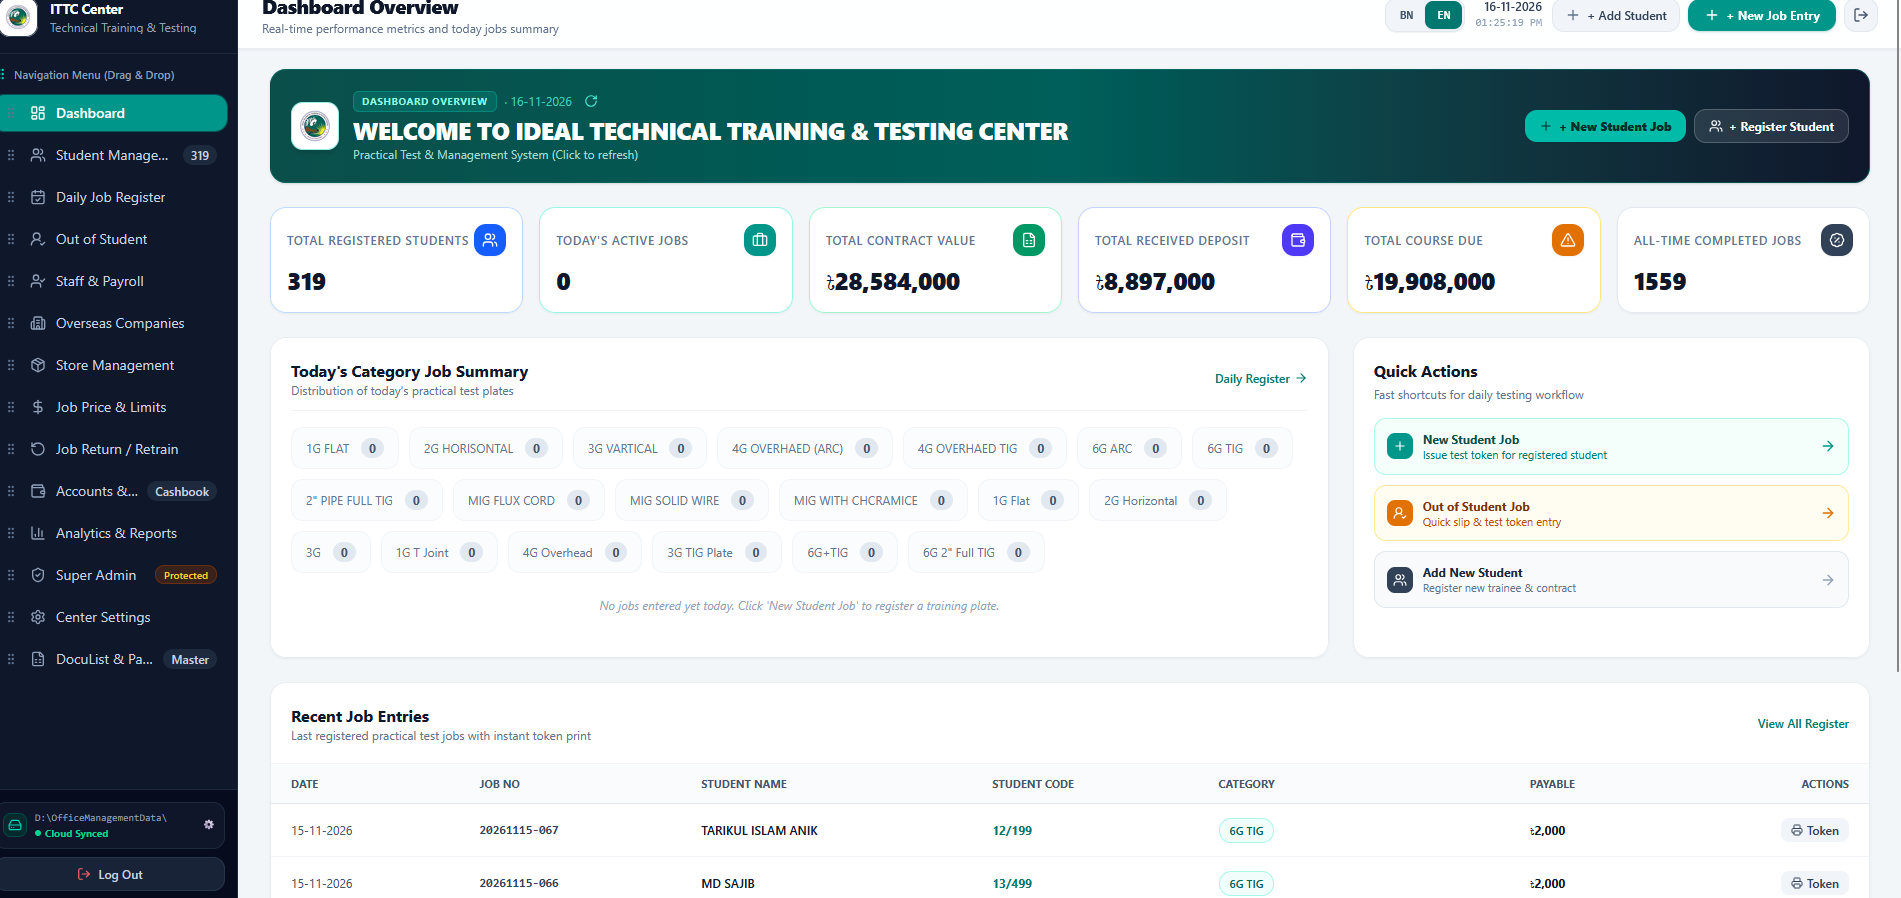 ITTC Center
Technical Training & Testing
Navigation Menu (Drag & Drop)
Dashboard
Student Manage... 319
Daily Job Register
Out of Student
Staff & Payroll
Overseas Companies
Store Management
Job Price & Limits
Job Return / Retrain
Accounts &... Cashbook
Analytics & Reports
Super Admin Protected
Center Settings
DocuList & Pa... Master
D:\OfficeManagementData\
Cloud Synced
Log Out
Dashboard Overview
Real-time performance metrics and today jobs summary
BN EN
16-11-2026
01:25:19 PM
+ + Add Student
+ + New Job Entry
DASHBOARD OVERVIEW · 16-11-2026
WELCOME TO IDEAL TECHNICAL TRAINING & TESTING CENTER
Practical Test & Management System (Click to refresh)
+ + New Student Job
+ Register Student
TOTAL REGISTERED STUDENTS
319
TODAY'S ACTIVE JOBS
0
TOTAL CONTRACT VALUE
৳28,584,000
TOTAL RECEIVED DEPOSIT
৳8,897,000
TOTAL COURSE DUE
৳19,908,000
ALL-TIME COMPLETED JOBS
1559
Today's Category Job Summary
Distribution of today's practical test plates
Daily Register →
1G FLAT 0 2G HORISONTAL 0 3G VARTICAL 0 4G OVERHAED (ARC) 0 4G OVERHAED TIG 0 6G ARC 0 6G TIG 0
2" PIPE FULL TIG 0 MIG FLUX CORD 0 MIG SOLID WIRE 0 MIG WITH CHCRAMICE 0 1G Flat 0 2G Horizontal 0
3G 0 1G T Joint 0 4G Overhead 0 3G TIG Plate 0 6G+TIG 0 6G 2" Full TIG 0
No jobs entered yet today. Click 'New Student Job' to register a training plate.
Quick Actions
Fast shortcuts for daily testing workflow
New Student Job
Issue test token for registered student
Out of Student Job
Quick slip & test token entry
Add New Student
Register new trainee & contract
Recent Job Entries
Last registered practical test jobs with instant token print
View All Register
DATE JOB NO STUDENT NAME STUDENT CODE CATEGORY PAYABLE ACTIONS
15-11-2026 20261115-067 TARIKUL ISLAM ANIK 12/199 6G TIG ৳2,000 Token
15-11-2026 20261115-066 MD SAJIB 13/499 6G TIG ৳2,000 Token